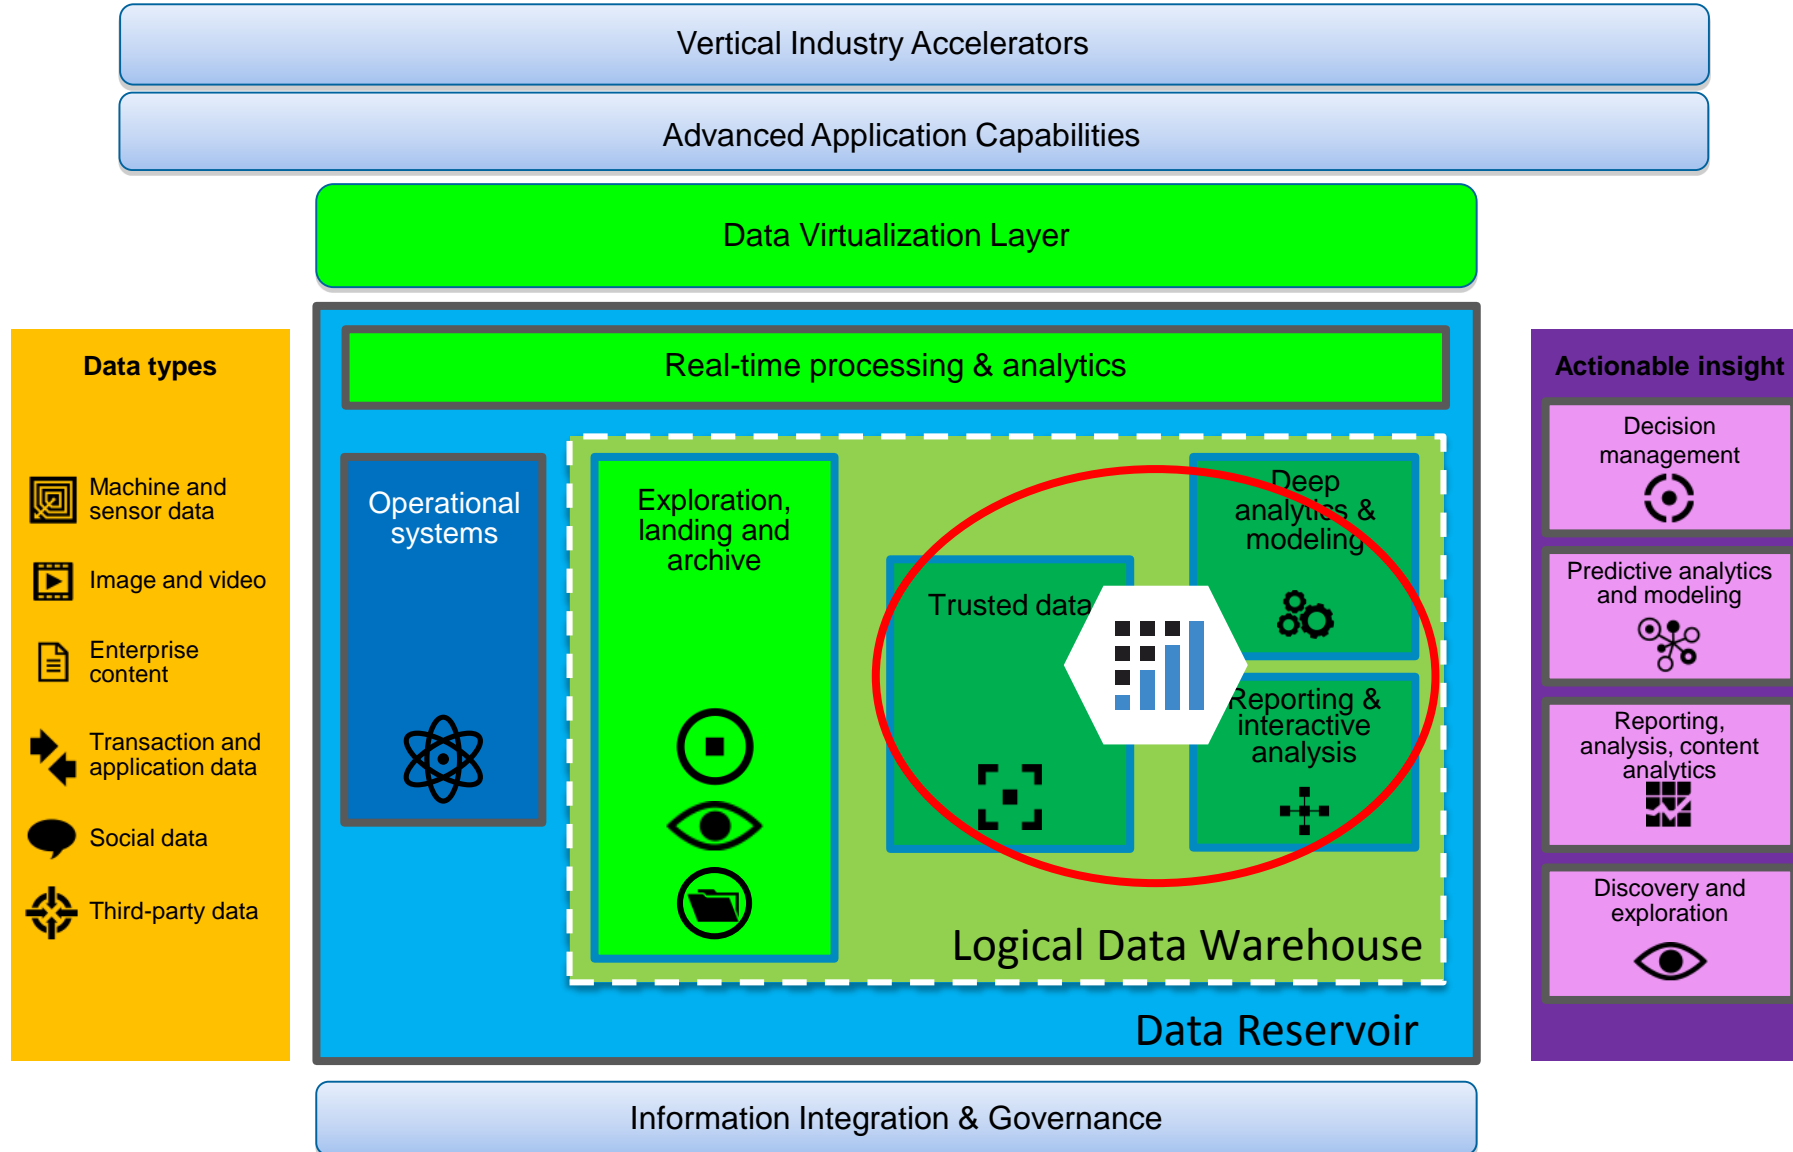 Vertical Industry Accelerators
Advanced Application Capabilities
Data Virtualization Layer
Data types
Machine and
sensor data
Image and video
Enterprise
content
Transaction and
application data
Social data
Third-party data
Real-time processing & analytics
Operational
systems
Exploration,
landing and
archive
Trusted data
Deep
analytics &
modeling
Reporting &
interactive
analysis
Logical Data Warehouse
Data Reservoir
Actionable insight
Decision
management
Predictive analytics
and modeling
Reporting,
analysis, content
analytics
Discovery and
exploration
Information Integration & Governance